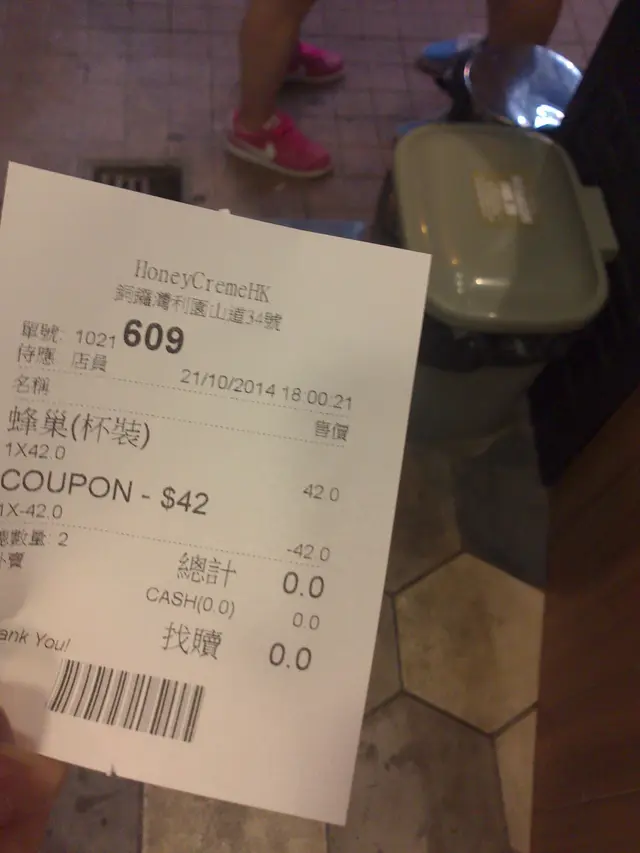 HoneyCremeHK
銅鑼灣利園山道34號
單號: 1021 609
侍應: 店員
21/10/2014 18:00:21
名稱 售價
蜂巢(杯裝)
1X42.0 42.0
COUPON - $42
1X-42.0 -42.0
總數量: 2
外賣
總計 0.0
CASH(0.0) 0.0
找贖 0.0
ank You!